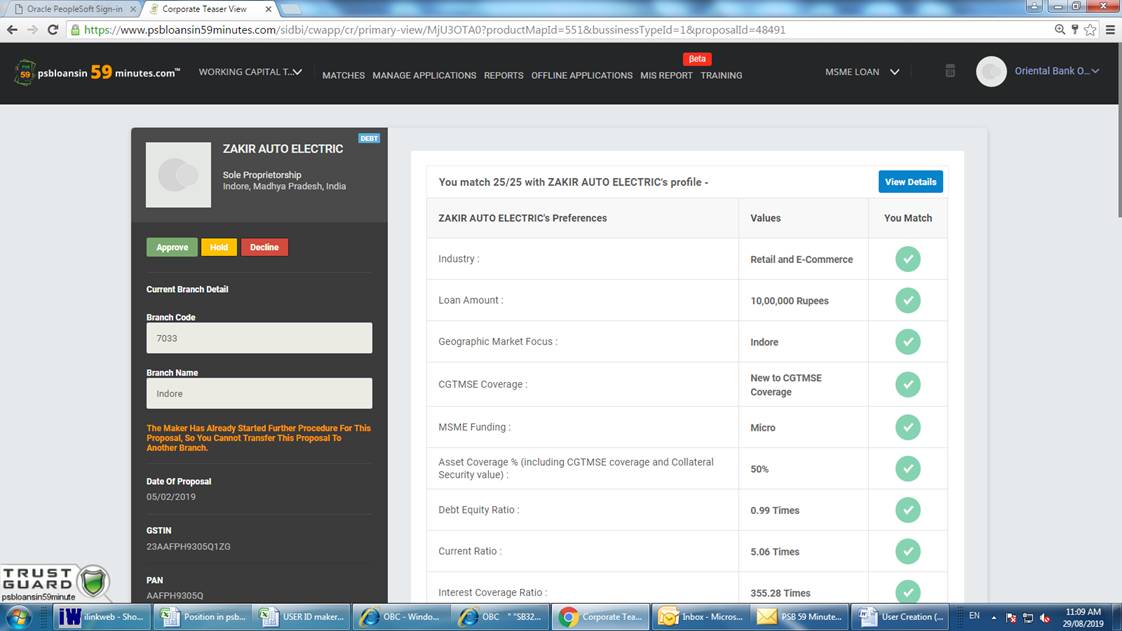 Oracle PeopleSoft Sign-in
Corporate Teaser View
https://www.psbloansin59minutes.com/sidbi/cwapp/cr/primary-view/MjU3OTA0?productMapId=551&bussinessTypeId=1&proposalId=48491
psbloansin 59 minutes.com™
WORKING CAPITAL T...
MATCHES
MANAGE APPLICATIONS
REPORTS
OFFLINE APPLICATIONS
MIS REPORT
Beta
TRAINING
MSME LOAN
Oriental Bank O...
DEBT
ZAKIR AUTO ELECTRIC
Sole Proprietorship
Indore, Madhya Pradesh, India
Approve
Hold
Decline
Current Branch Detail
Branch Code
7033
Branch Name
Indore
The Maker Has Already Started Further Procedure For This
Proposal, So You Cannot Transfer This Proposal To
Another Branch.
Date Of Proposal
05/02/2019
GSTIN
23AAFPH9305Q1ZG
PAN
AAFPH9305Q
You match 25/25 with ZAKIR AUTO ELECTRIC's profile -
View Details
ZAKIR AUTO ELECTRIC's Preferences Values You Match
Industry : Retail and E-Commerce
Loan Amount : 10,00,000 Rupees
Geographic Market Focus : Indore
CGTMSE Coverage : New to CGTMSE
Coverage
MSME Funding : Micro
Asset Coverage % (including CGTMSE coverage and Collateral
Security value) : 50%
Debt Equity Ratio : 0.99 Times
Current Ratio : 5.06 Times
Interest Coverage Ratio : 355.28 Times
TRUST
GUARD
psbloansin59minute
ilinkweb - Sho...
Position in psb...
USER ID maker...
OBC - Windo...
OBC " "SB32...
Corporate Tea...
Inbox - Micros...
PSB 59 Minute...
User Creation (...
EN
11:09 AM
29/08/2019